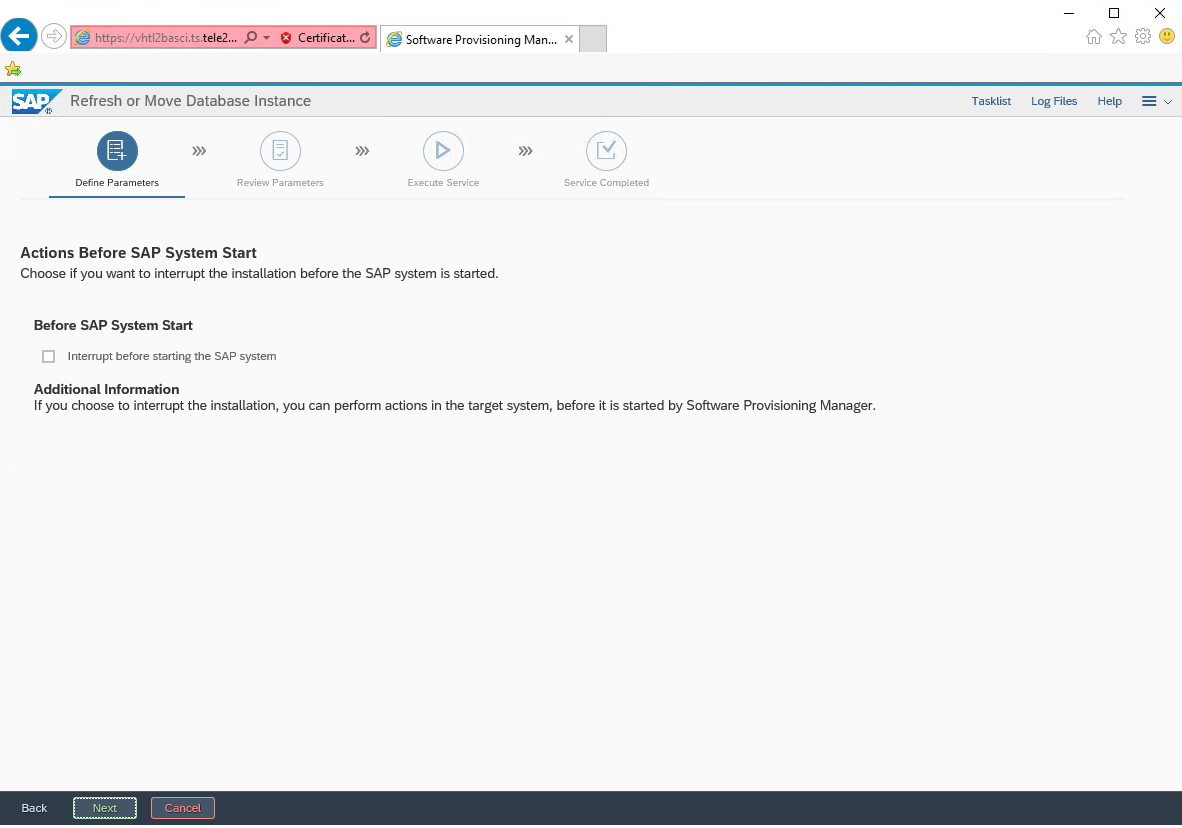 https://vhtl2basci.ts.tele2... Certificat... Software Provisioning Man...
SAP Refresh or Move Database Instance Tasklist Log Files Help
Define Parameters Review Parameters Execute Service Service Completed
Actions Before SAP System Start
Choose if you want to interrupt the installation before the SAP system is started.
Before SAP System Start
Interrupt before starting the SAP system
Additional Information
If you choose to interrupt the installation, you can perform actions in the target system, before it is started by Software Provisioning Manager.
Back Next Cancel